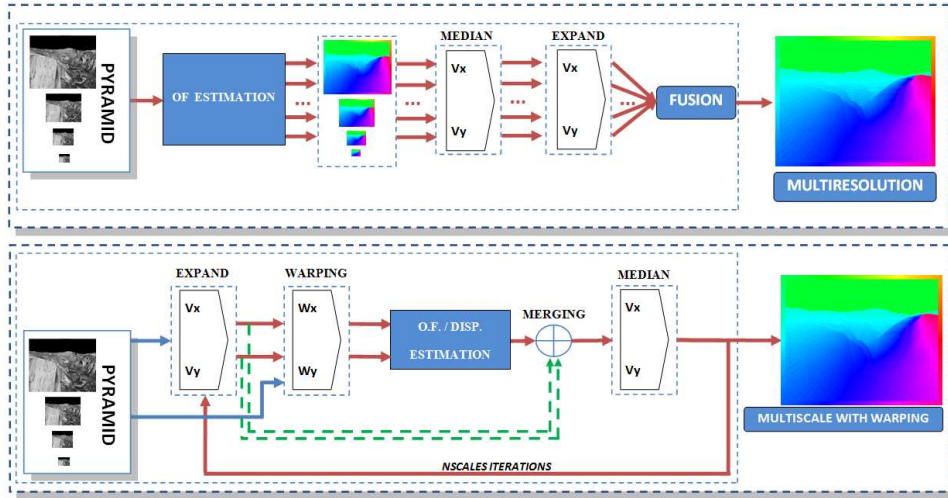 PYRAMID
OF ESTIMATION
...
...
MEDIAN
Vx
Vy
...
EXPAND
Vx
Vy
...
FUSION
MULTIRESOLUTION
PYRAMID
EXPAND
Vx
Vy
WARPING
Wx
Wy
O.F. / DISP.
ESTIMATION
MERGING
MEDIAN
Vx
Vy
NSCALES ITERATIONS
MULTISCALE WITH WARPING